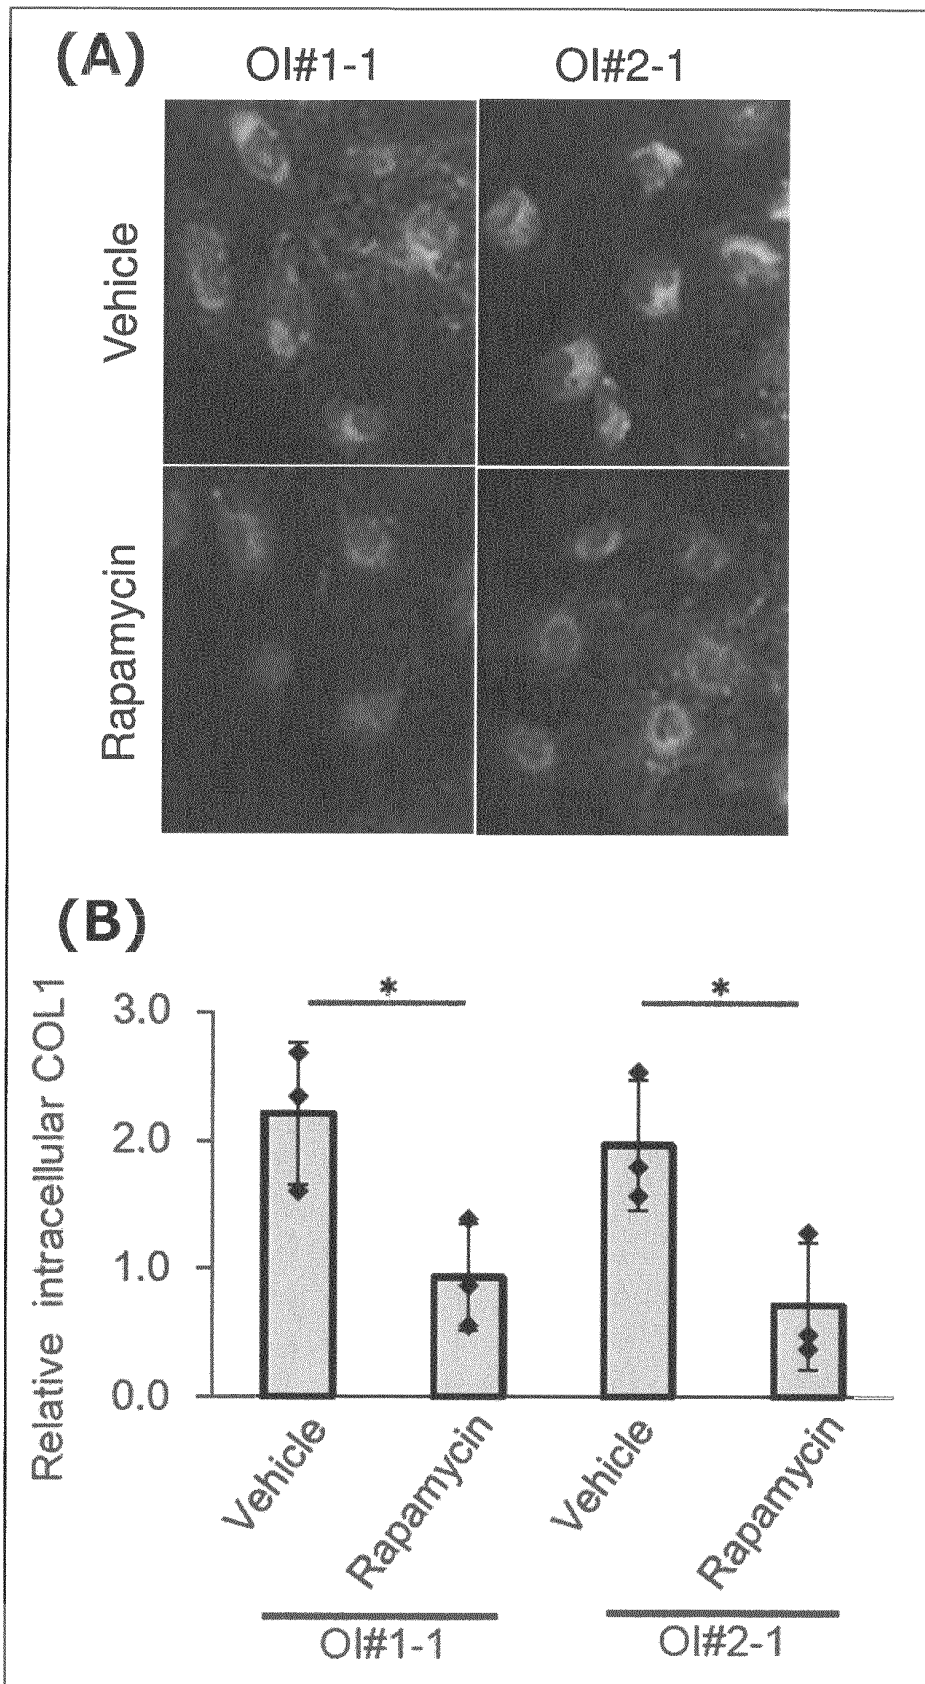 (A)
OI#1-1 OI#2-1
Vehicle
Rapamycin
(B)
Relative intracellular COL1
* *
3.0
2.0
1.0
0.0
Vehicle Rapamycin Vehicle Rapamycin
OI#1-1 OI#2-1